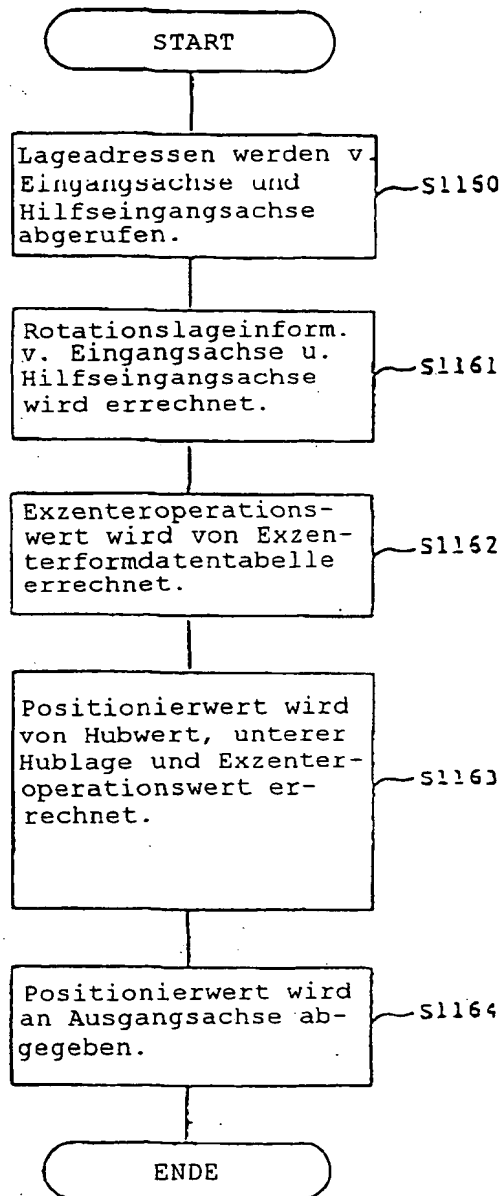 START
Lageadressen werden v.
Eingangsachse und
Hilfseingangsachse
abgerufen.
S1160
Rotationslageinform.
v. Eingangsachse u.
Hilfseingangsachse
wird errechnet.
S1161
Exzenteroperations-
wert wird von Exzen-
terformdatentabelle
errechnet.
S1162
Positionierwert wird
von Hubwert, unterer
Hublage und Exzenter-
operationswert er-
rechnet.
S1163
Positionierwert wird
an Ausgangsachse ab-
gegeben.
S1164
ENDE